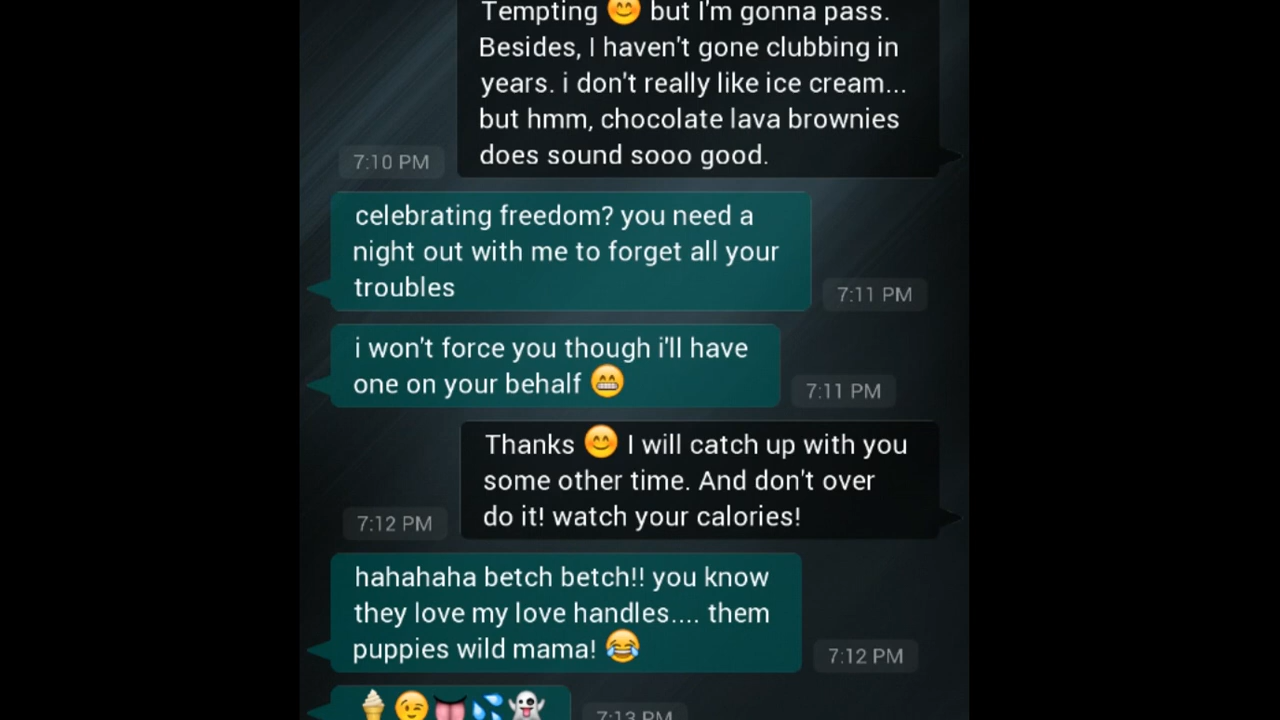 Tempting 😊 but I'm gonna pass.
Besides, I haven't gone clubbing in
years. i don't really like ice cream...
but hmm, chocolate lava brownies
does sound sooo good.
7:10 PM
celebrating freedom? you need a
night out with me to forget all your
troubles
7:11 PM
i won't force you though i'll have
one on your behalf 😁
7:11 PM
Thanks 😊 I will catch up with you
some other time. And don't over
do it! watch your calories!
7:12 PM
hahahaha betch betch!! you know
they love my love handles.... them
puppies wild mama! 😂
7:12 PM
🍦😉👅💦👻
7:13 PM